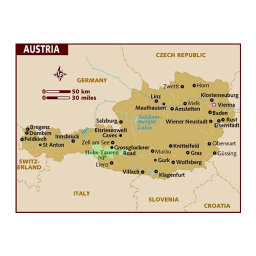 AUSTRIA
CZECH REPUBLIC
GERMANY
50 km
30 miles
Zwettl
Horn
Klosterneuburg
Linz
Melk
Vienna
Mauthausen
Amstetten
Baden
Salzburg
Salzkammergut
Lakes
Wiener Neustadt
Rust
Eisenstadt
Bregenz
Dornbirn
Feldkirch
St Anton
Innsbruck
Eisriesenwelt
Caves
Zell am See
Grossglockner
Road
Hohe Tauern
NP
Lienz
Murau
Knittelfeld
Graz
Oberwart
Güssing
Gurk
Wolfsberg
Villach
Klagenfurt
SWITZ-
ERLAND
ITALY
SLOVENIA
CROATIA